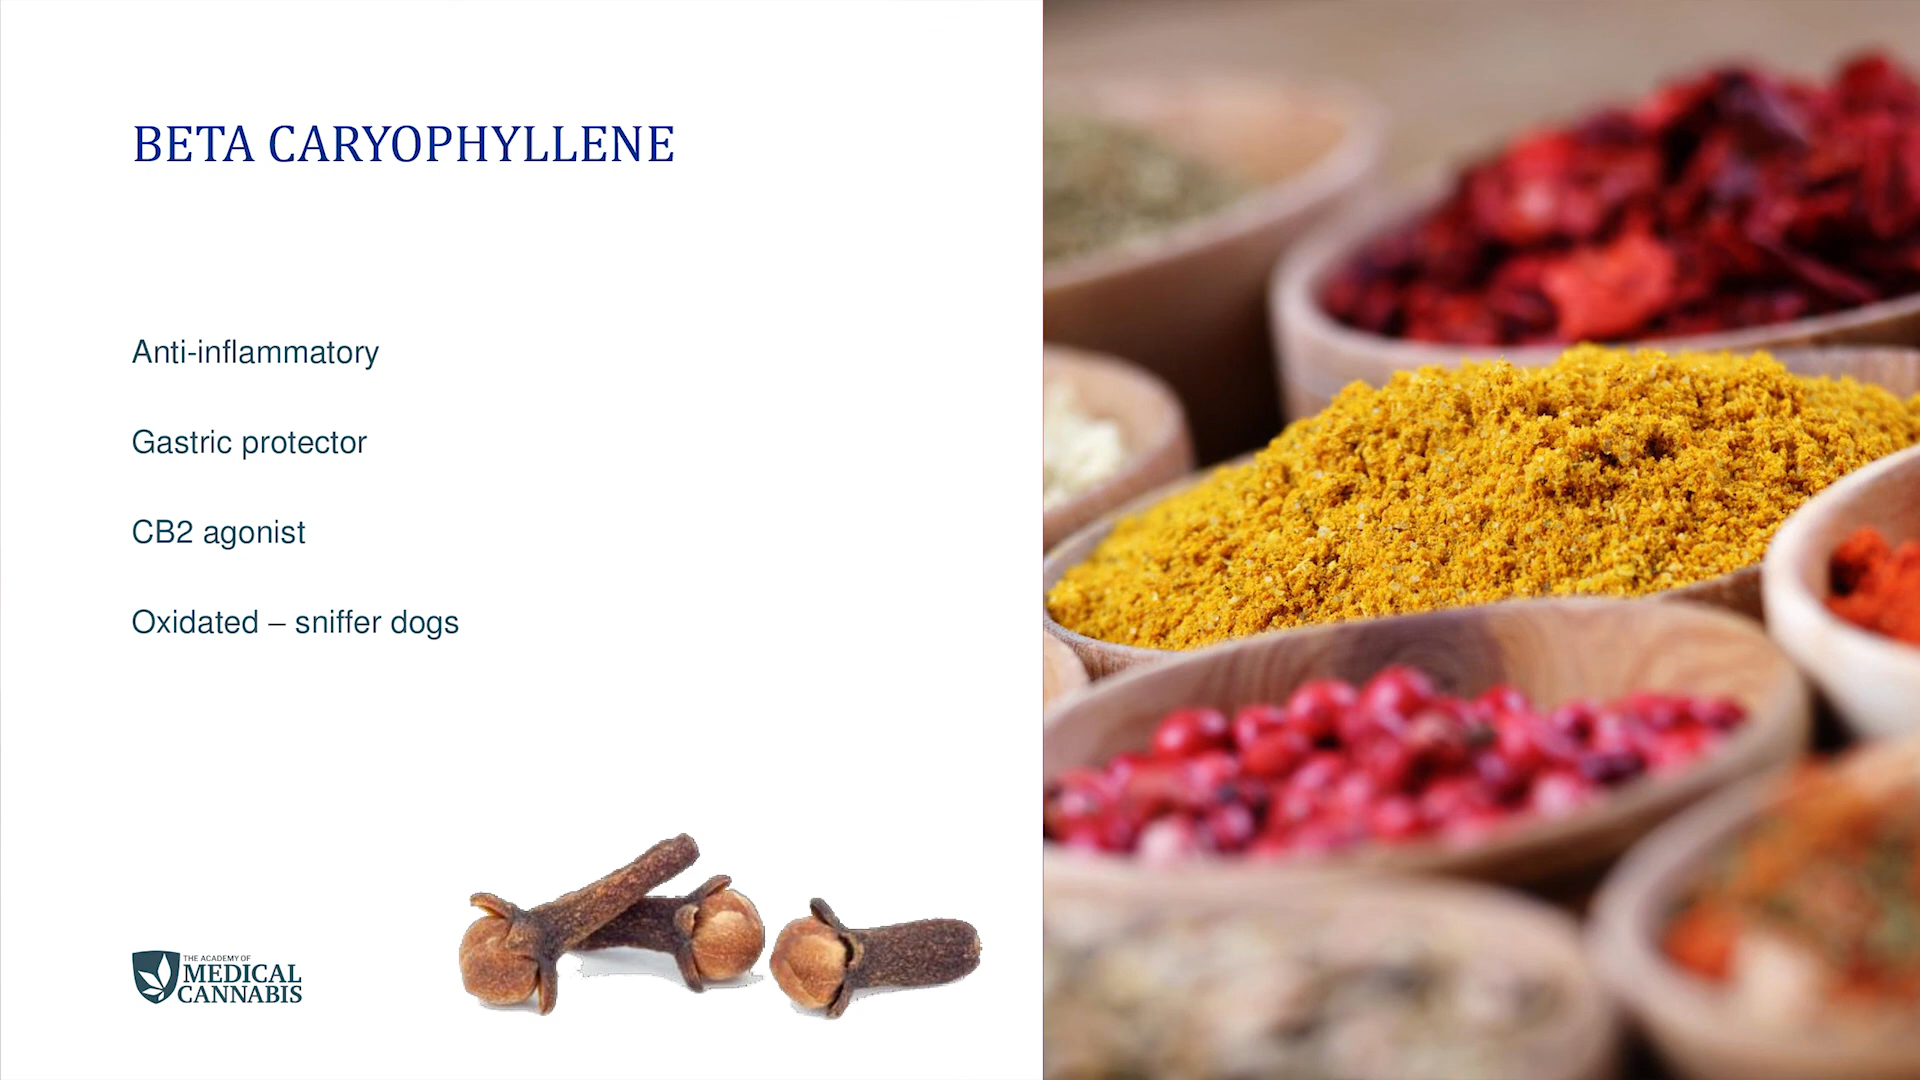 BETA CARYOPHYLLENE
Anti-inflammatory
Gastric protector
CB2 agonist
Oxidated – sniffer dogs
THE ACADEMY OF
MEDICAL
CANNABIS